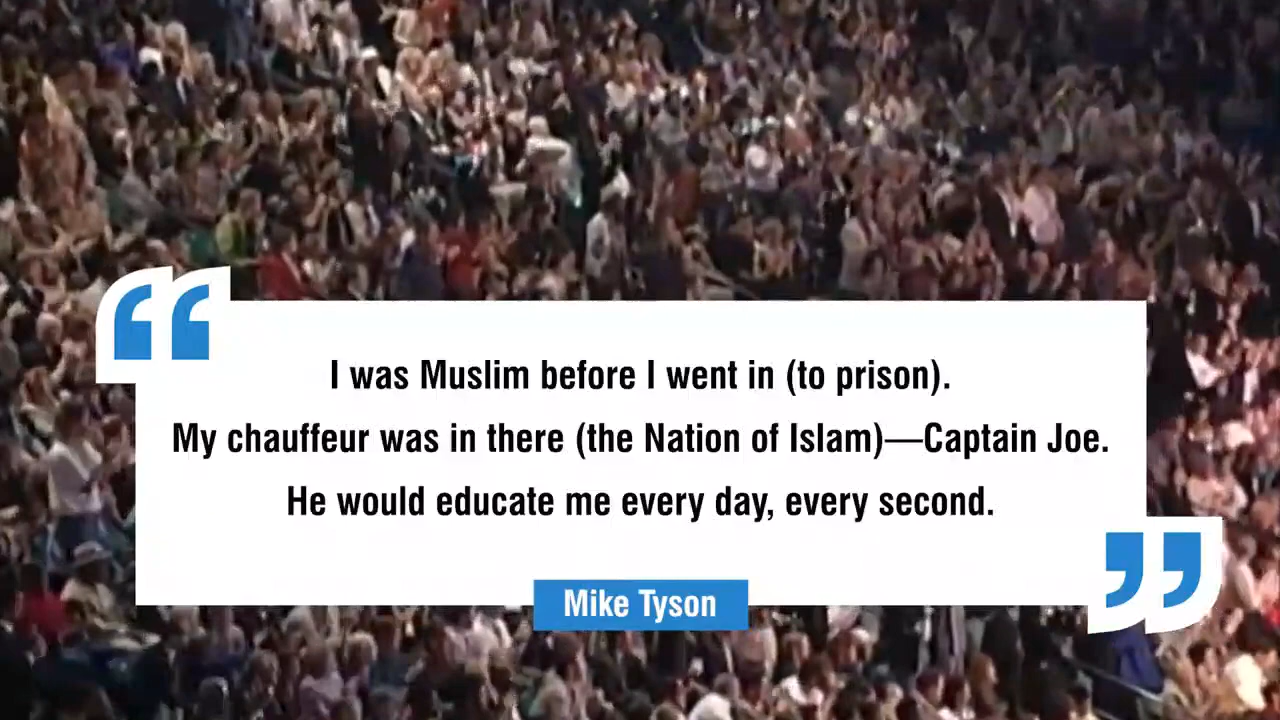 “
I was Muslim before I went in (to prison).
My chauffeur was in there (the Nation of Islam)—Captain Joe.
He would educate me every day, every second.
”
Mike Tyson